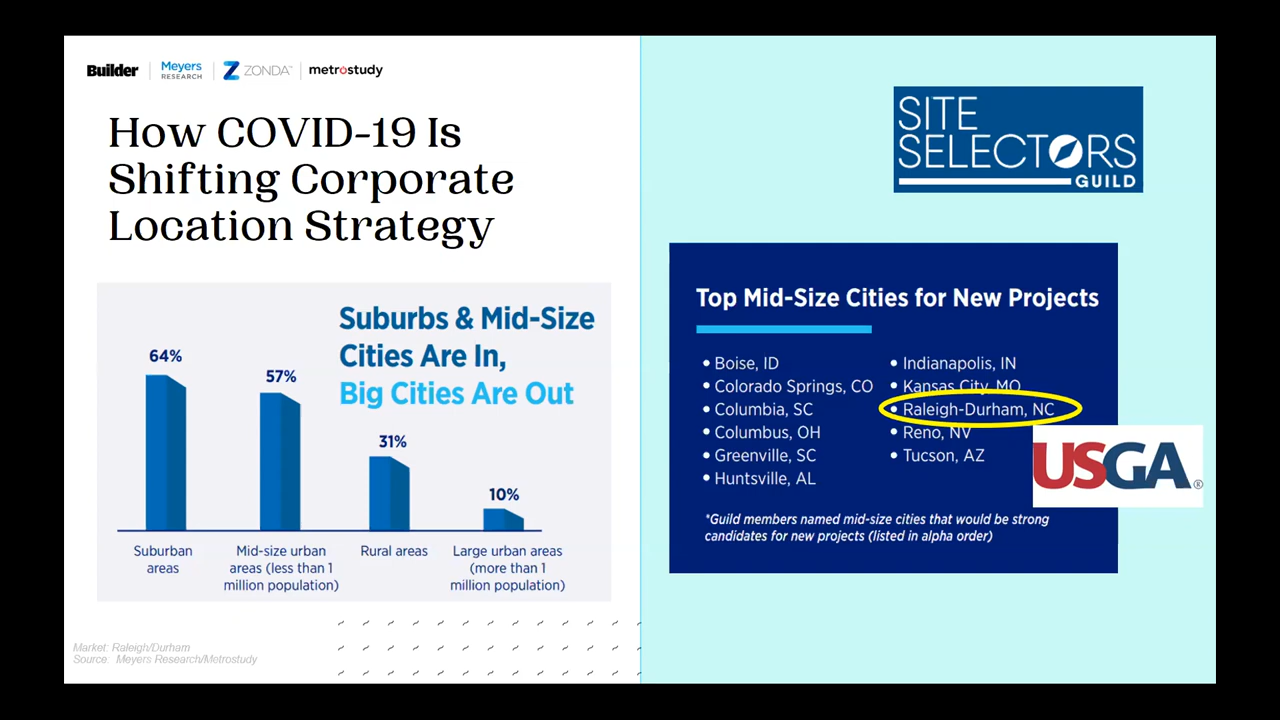 Builder
Meyers
RESEARCH
ZONDA™
metrostudy
How COVID-19 Is
Shifting Corporate
Location Strategy
Suburbs & Mid-Size
Cities Are In,
Big Cities Are Out
64%
57%
31%
10%
Suburban
areas
Mid-size urban
areas (less than 1
million population)
Rural areas
Large urban areas
(more than 1
million population)
Market: Raleigh/Durham
Source: Meyers Research/Metrostudy
SITE
SELECTORS
GUILD
Top Mid-Size Cities for New Projects
• Boise, ID
• Colorado Springs, CO
• Columbia, SC
• Columbus, OH
• Greenville, SC
• Huntsville, AL
• Indianapolis, IN
• Kansas City, MO
• Raleigh-Durham, NC
• Reno, NV
• Tucson, AZ
*Guild members named mid-size cities that would be strong
candidates for new projects (listed in alpha order)
USGA®